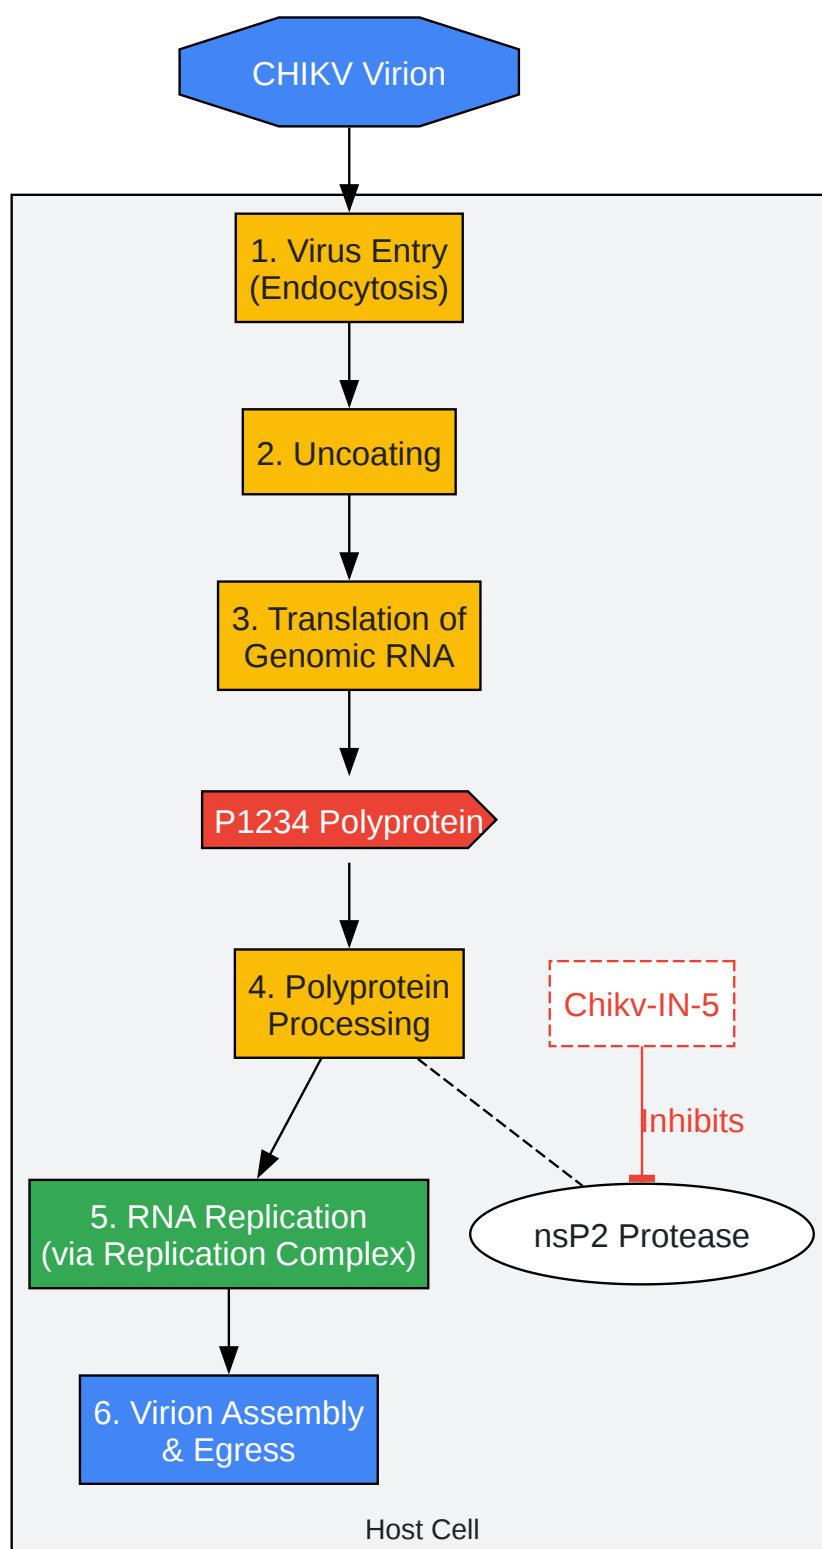 CHIKV Virion
1. Virus Entry
(Endocytosis)
2. Uncoating
3. Translation of
Genomic RNA
P1234 Polyprotein
4. Polyprotein
Processing
Chikv-IN-5
Inhibits
5. RNA Replication
(via Replication Complex)
nsP2 Protease
6. Virion Assembly
& Egress
Host Cell